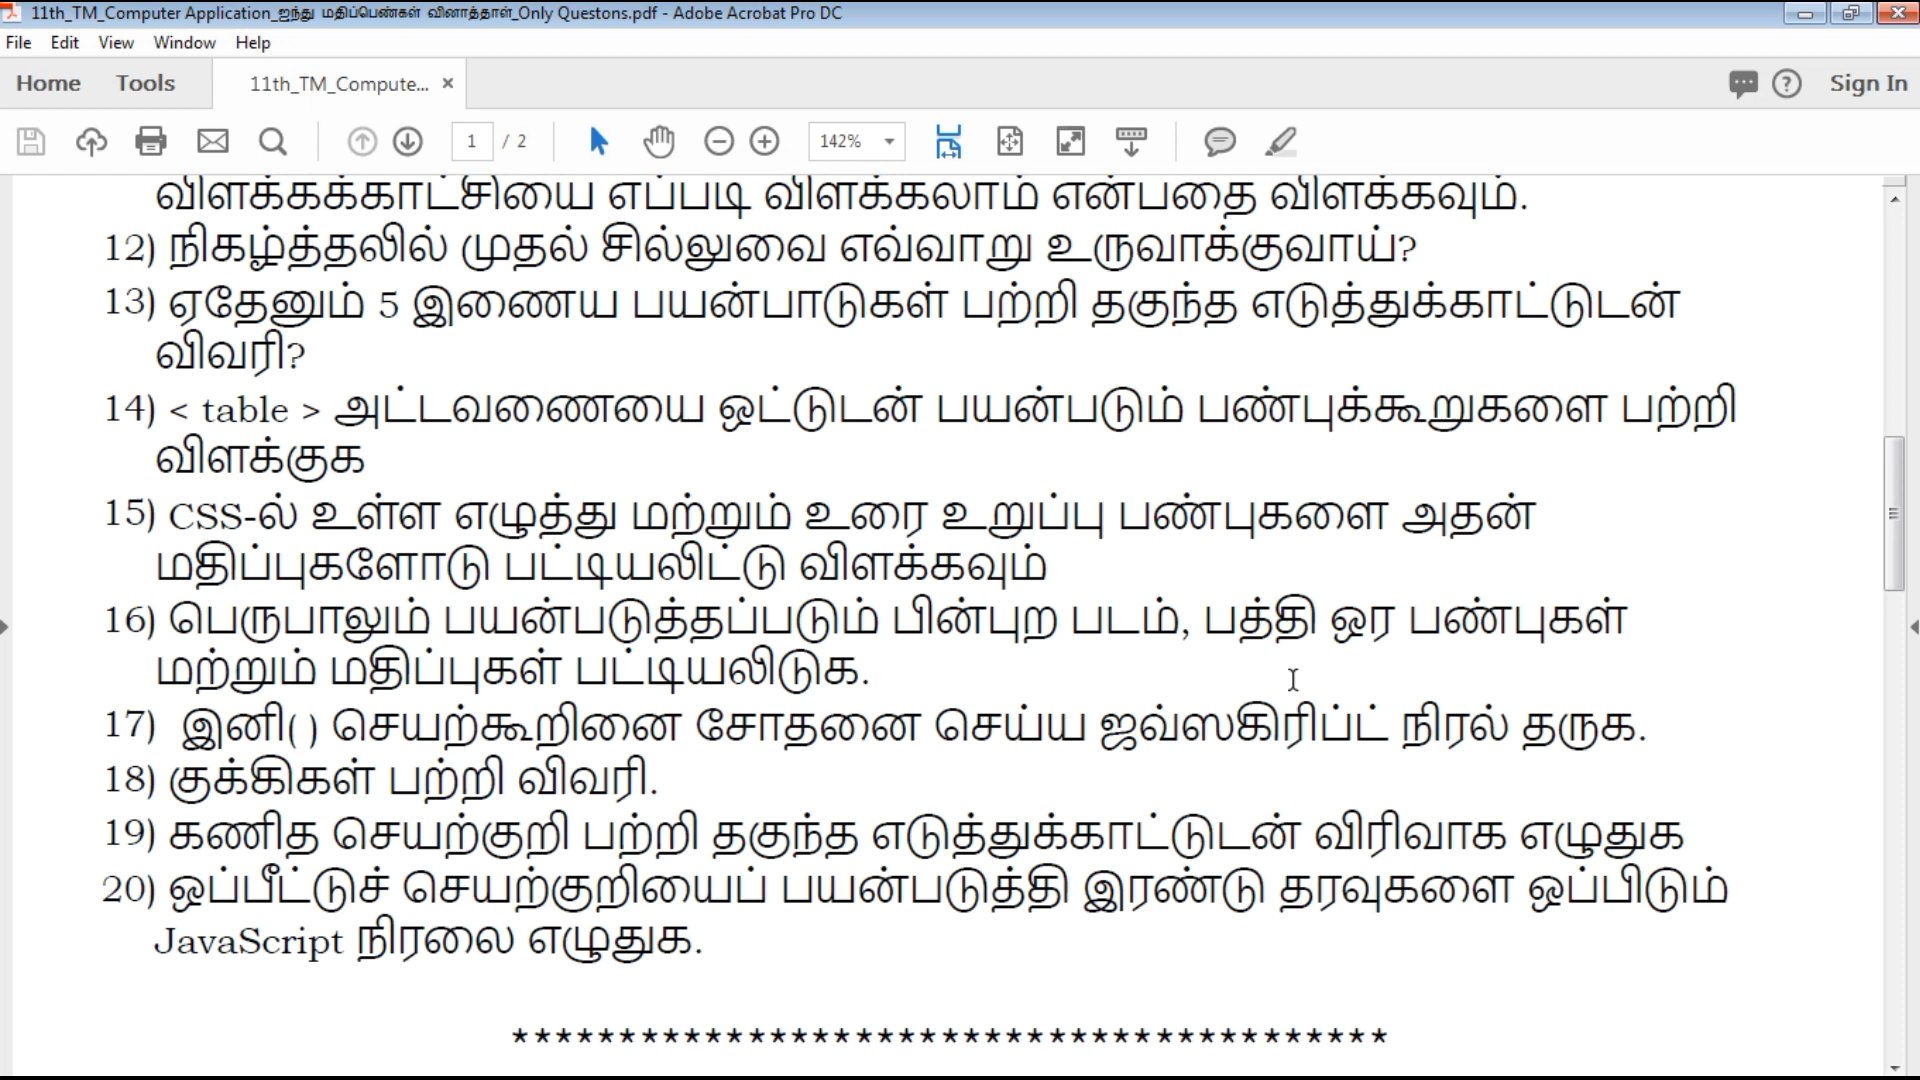 11th_TM_Computer Application_ஐந்து மதிப்பெண்கள் வினாத்தாள்_Only Questons.pdf - Adobe Acrobat Pro DC
File Edit View Window Help
Home Tools 11th_TM_Compute... × Sign In
1 / 2 142%
விளக்கக்காட்சியை எப்படி விளக்கலாம் என்பதை விளக்கவும்.
12) நிகழ்த்தலில் முதல் சில்லுவை எவ்வாறு உருவாக்குவாய்?
13) ஏதேனும் 5 இணைய பயன்பாடுகள் பற்றி தகுந்த எடுத்துக்காட்டுடன்
விவரி?
14) < table > அட்டவணையை ஒட்டுடன் பயன்படும் பண்புக்கூறுகளை பற்றி
விளக்குக
15) CSS-ல் உள்ள எழுத்து மற்றும் உரை உறுப்பு பண்புகளை அதன்
மதிப்புகளோடு பட்டியலிட்டு விளக்கவும்
16) பெருபாலும் பயன்படுத்தப்படும் பின்புற படம், பத்தி ஒர பண்புகள்
மற்றும் மதிப்புகள் பட்டியலிடுக.
17) இனி( ) செயற்கூறினை சோதனை செய்ய ஜவ்ஸகிரிப்ட் நிரல் தருக.
18) குக்கிகள் பற்றி விவரி.
19) கணித செயற்குறி பற்றி தகுந்த எடுத்துக்காட்டுடன் விரிவாக எழுதுக
20) ஒப்பீட்டுச் செயற்குறியைப் பயன்படுத்தி இரண்டு தரவுகளை ஒப்பிடும்
JavaScript நிரலை எழுதுக.
*****************************************